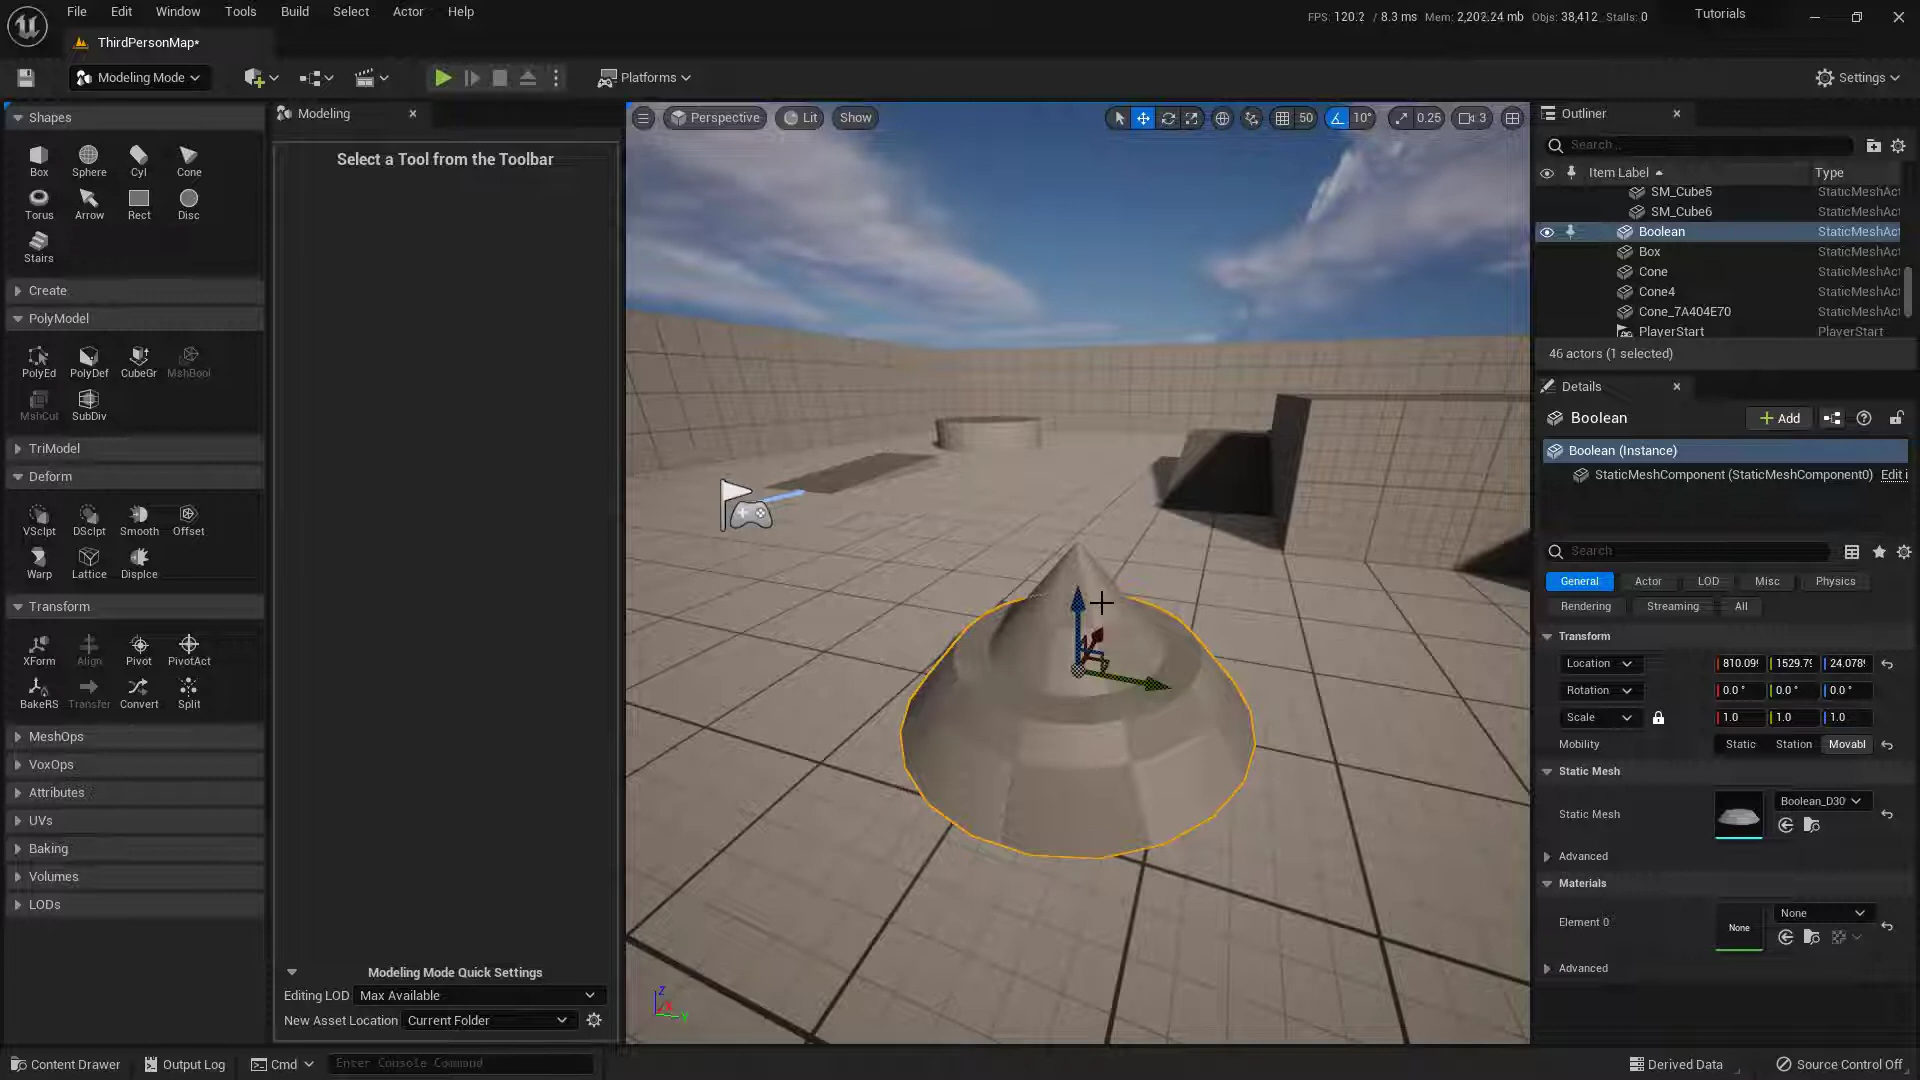 File Edit Window Tools Build Select Actor Help
FPS: 120.2 / 8.3 ms Mem: 2,202.24 mb Objs: 38,412 Stalls: 0
Tutorials
ThirdPersonMap*
Modeling Mode
Platforms
Settings
Shapes
Box Sphere Cyl Cone
Torus Arrow Rect Disc
Stairs
Create
PolyModel
PolyEd PolyDef CubeGr MshBool
MshCut SubDiv
TriModel
Deform
VSclpt DSclpt Smooth Offset
Warp Lattice Displce
Transform
XForm Align Pivot PivotAct
BakeRS Transfer Convert Split
MeshOps
VoxOps
Attributes
UVs
Baking
Volumes
LODs
Modeling
Select a Tool from the Toolbar
Modeling Mode Quick Settings
Editing LOD Max Available
New Asset Location Current Folder
Perspective Lit Show
50 10° 0.25 3
Z
X
Y
Outliner
Search...
Item Label Type
SM_Cube5 StaticMeshAct
SM_Cube6 StaticMeshAct
Boolean StaticMeshAct
Box StaticMeshAct
Cone StaticMeshAct
Cone4 StaticMeshAct
Cone_7A404E70 StaticMeshAct
PlayerStart PlayerStart
46 actors (1 selected)
Details
Boolean
Add
Boolean (Instance)
StaticMeshComponent (StaticMeshComponent0) Edit i
Search
General Actor LOD Misc Physics
Rendering Streaming All
Transform
Location 810.09 1529.79 24.078
Rotation 0.0 ° 0.0 ° 0.0 °
Scale 1.0 1.0 1.0
Mobility Static Station Movabl
Static Mesh
Static Mesh Boolean_D30
Advanced
Materials
Element 0 None None
Advanced
Content Drawer Output Log Cmd Enter Console Command
Derived Data Source Control Off